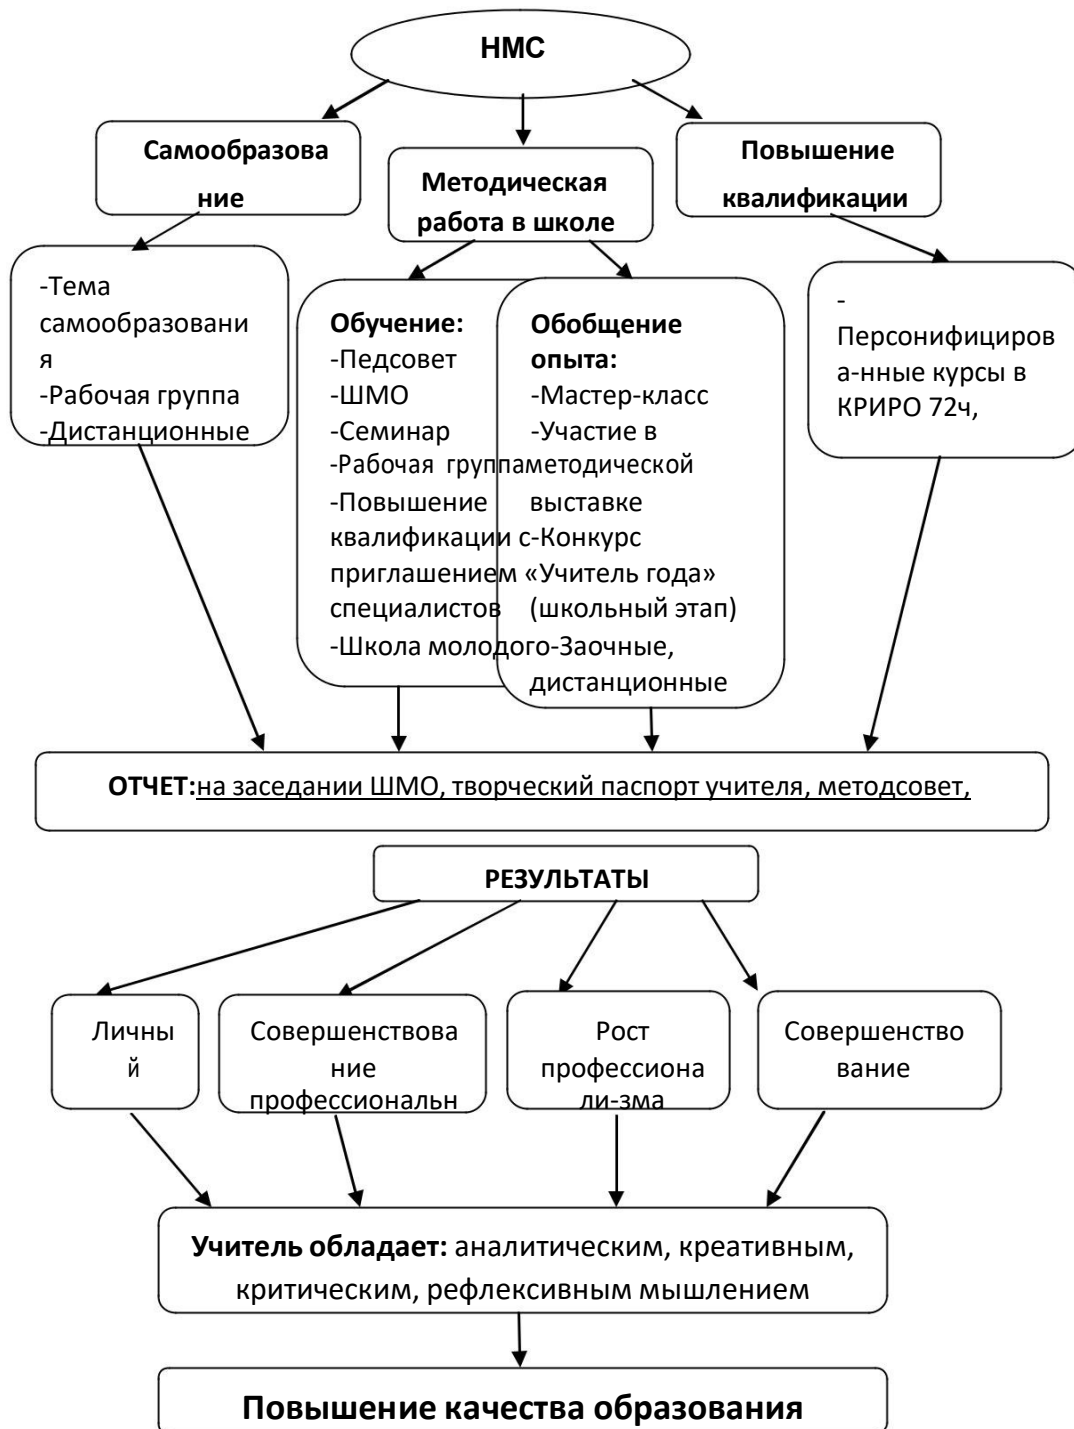 НМС
Самообразова
ние
Методическая
работа в школе
Повышение
квалификации
-Тема
самообразовани
я
-Рабочая группа
-Дистанционные
Обучение:
-Педсовет
-ШМО
-Семинар
-Рабочая группа
-Повышение
квалификации с
приглашением
специалистов
-Школа молодого
Обобщение
опыта:
-Мастер-класс
-Участие в
методической
выставке
-Конкурс
«Учитель года»
(школьный этап)
-Заочные,
дистанционные
-
Персонифициров
а-нные курсы в
КРИРО 72ч,
ОТЧЕТ:на заседании ШМО, творческий паспорт учителя, методсовет,
РЕЗУЛЬТАТЫ
Личны
й
Совершенствова
ние
профессиональн
Рост
профессиона
ли-зма
Совершенство
вание
Учитель обладает: аналитическим, креативным,
критическим, рефлексивным мышлением
Повышение качества образования